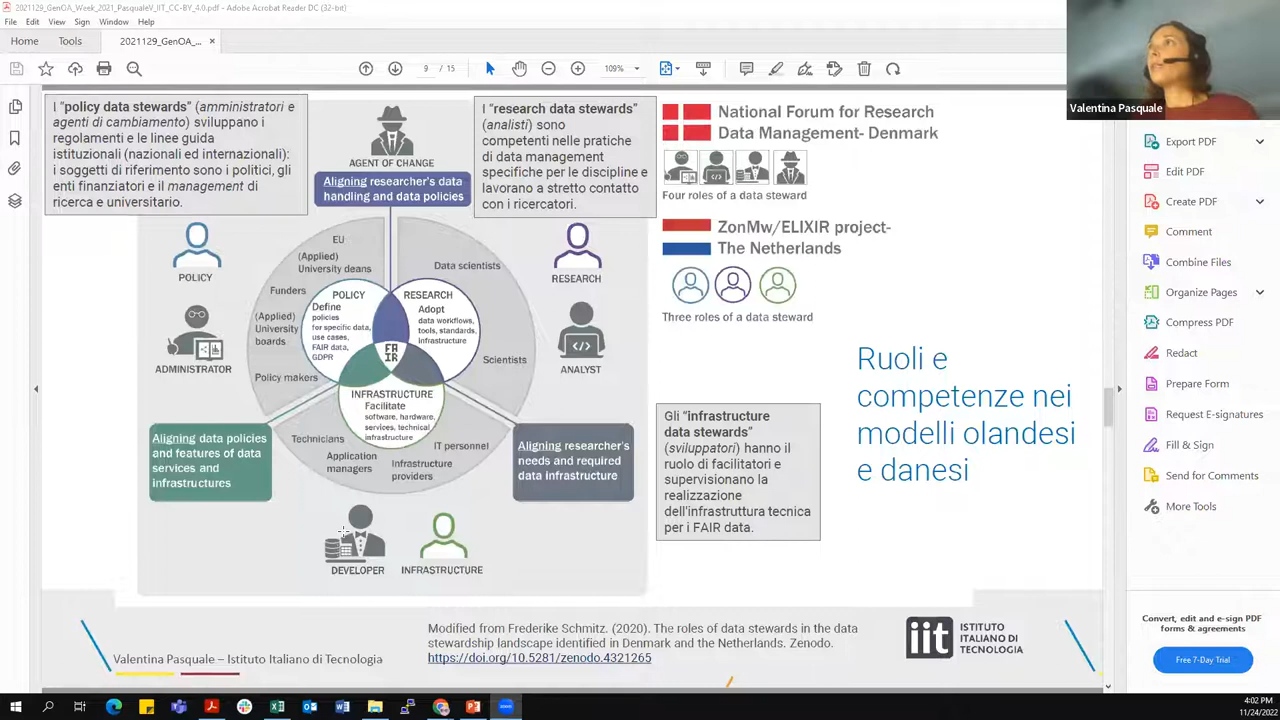 20211129_GenOA_Week_2021_PasqualeV_IIT_CC-BY_4.0.pdf - Adobe Acrobat Reader DC (32-bit)
File Edit View Sign Window Help
Home Tools 2021129_GenOA_... ×
9 / 15 109%
Valentina Pasquale
I “policy data stewards” (amministratori e
agenti di cambiamento) sviluppano i
regolamenti e le linee guida
istituzionali (nazionali ed internazionali):
i soggetti di riferimento sono i politici, gli
enti finanziatori e il management di
ricerca e universitario.
AGENT OF CHANGE
Aligning researcher's data
handling and data policies
I “research data stewards”
(analisti) sono
competenti nelle pratiche
di data management
specifiche per le discipline e
lavorano a stretto contatto
con i ricercatori.
National Forum for Research
Data Management- Denmark
Four roles of a data steward
ZonMw/ELIXIR project-
The Netherlands
Three roles of a data steward
POLICY
ADMINISTRATOR
EU
(Applied)
University deans
Funders
(Applied)
University
boards
Policy makers
Data scientists
Scientists
POLICY
Define
policies
for specific data,
use cases,
FAIR data,
GDPR
RESEARCH
Adopt
data workflows,
tools, standards,
infrastructure
FA
IR
INFRASTRUCTURE
Facilitate
software, hardware,
services, technical
infrastructure
Technicians
Application
managers
Infrastructure
providers
IT personnel
RESEARCH
ANALYST
Aligning data policies
and features of data
services and
infrastructures
Aligning researcher's
needs and required
data infrastructure
DEVELOPER
INFRASTRUCTURE
Gli “infrastructure
data stewards”
(sviluppatori) hanno il
ruolo di facilitatori e
supervisionano la
realizzazione
dell'infrastruttura tecnica
per i FAIR data.
Ruoli e
competenze nei
modelli olandesi
e danesi
Valentina Pasquale – Istituto Italiano di Tecnologia
Modified from Frederike Schmitz. (2020). The roles of data stewards in the data
stewardship landscape identified in Denmark and the Netherlands. Zenodo.
https://doi.org/10.5281/zenodo.4321265
iit
ISTITUTO
ITALIANO DI
TECNOLOGIA
Export PDF
Edit PDF
Create PDF
Comment
Combine Files
Organize Pages
Compress PDF
Redact
Prepare Form
Request E-signatures
Fill & Sign
Send for Comments
More Tools
Convert, edit and e-sign PDF
forms & agreements
Free 7-Day Trial
4:02 PM
11/24/2022